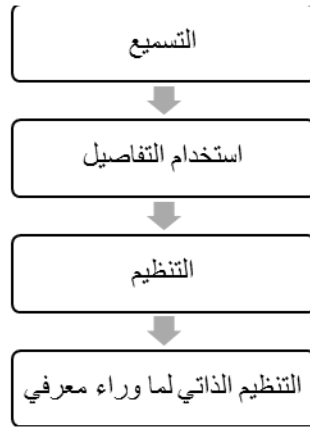 التسميع
استخدام التفاصيل
التنظيم
التنظيم الذاتي لما وراء معرفي